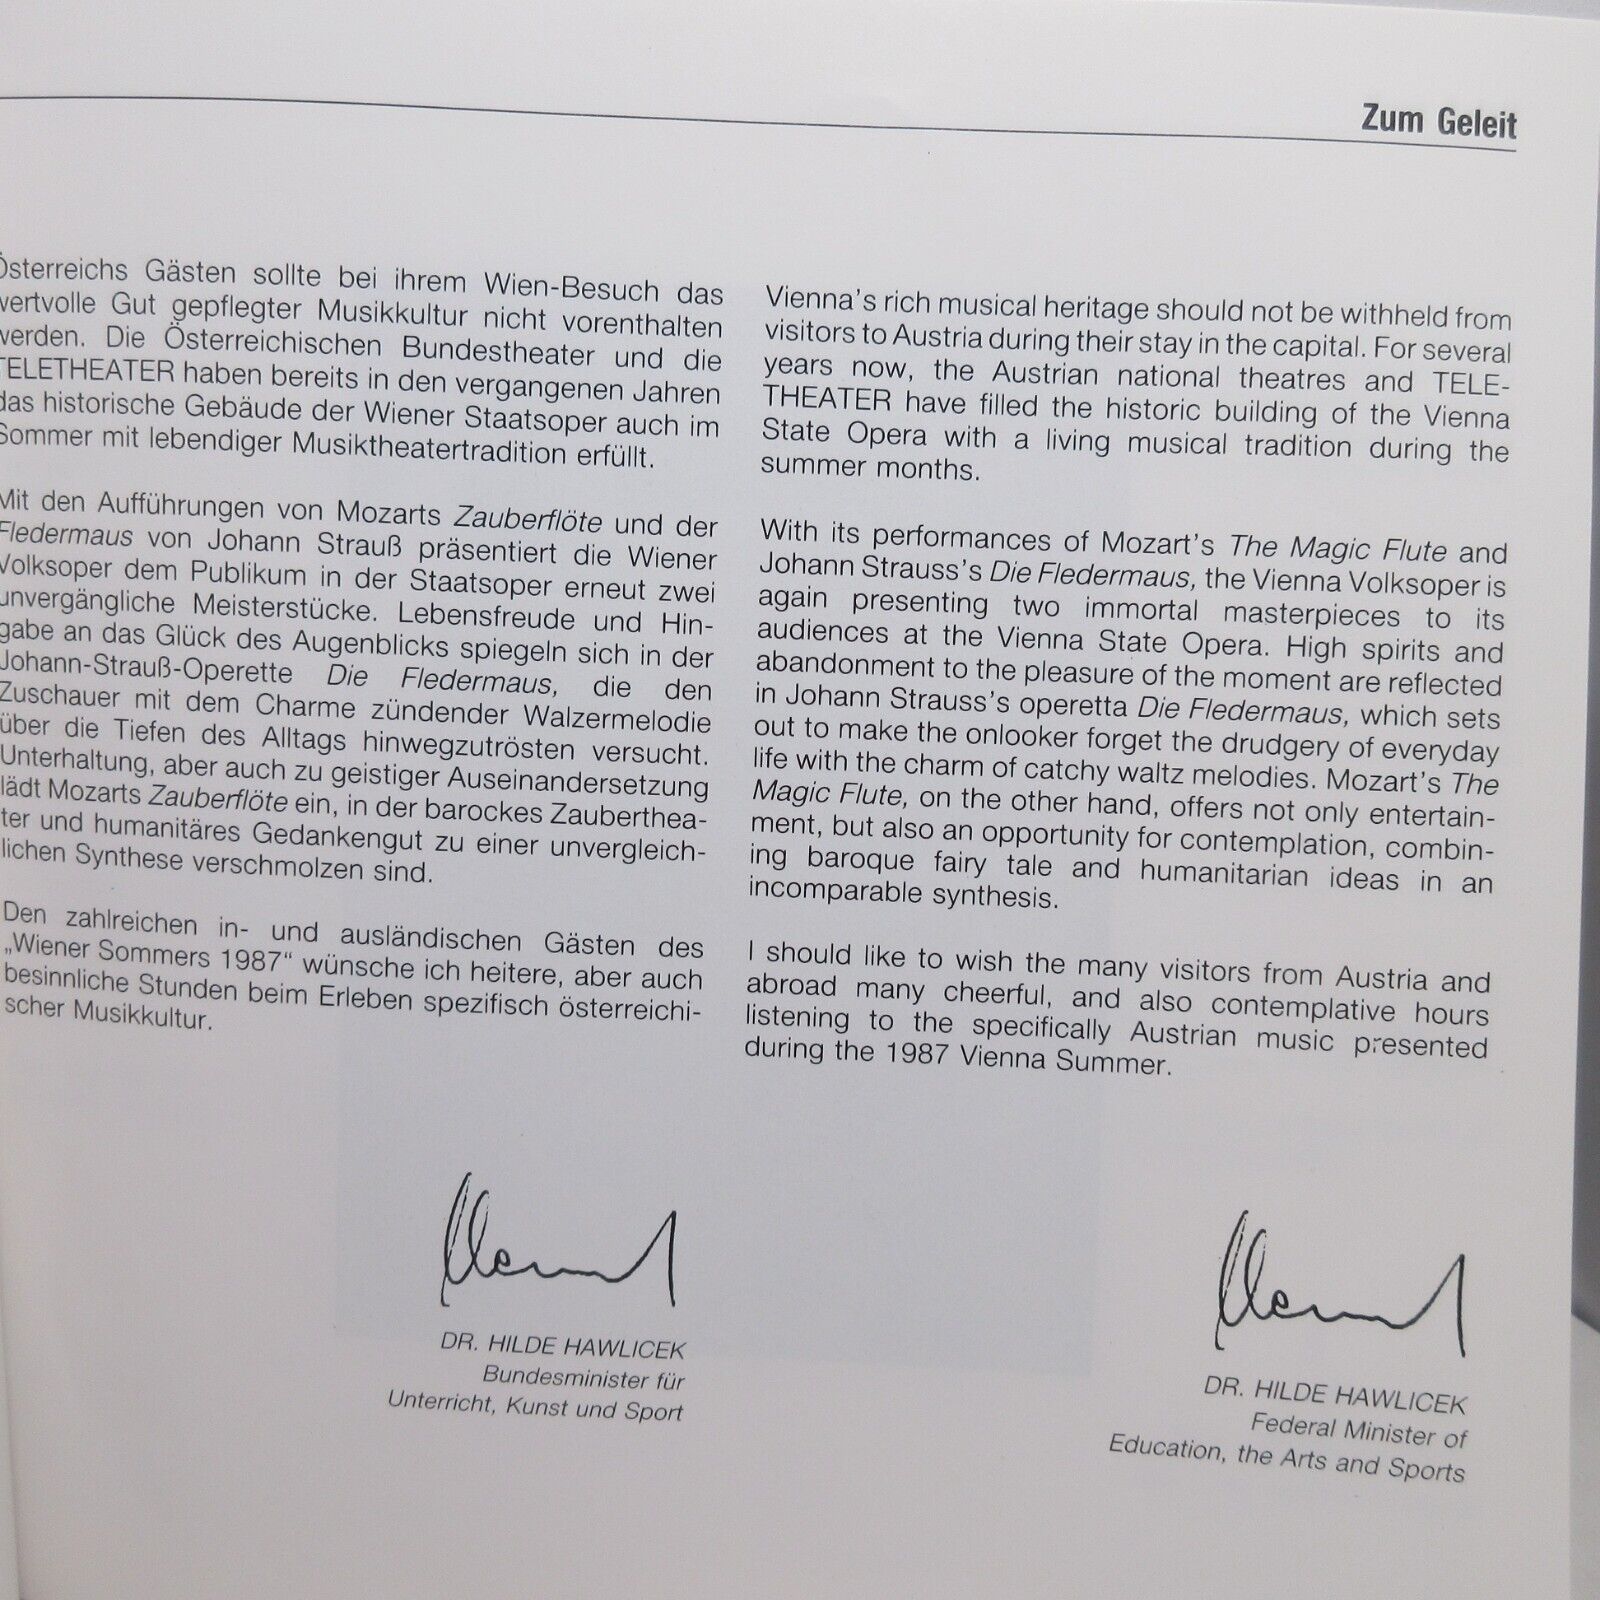 Zum Geleit
Österreichs Gästen sollte bei ihrem Wien-Besuch das
wertvolle Gut gepflegter Musikkultur nicht vorenthalten
werden. Die Österreichischen Bundestheater und die
TELETHEATER haben bereits in den vergangenen Jahren
das historische Gebäude der Wiener Staatsoper auch im
Sommer mit lebendiger Musiktheatertradition erfüllt.
Mit den Aufführungen von Mozarts Zauberflöte und der
Fledermaus von Johann Strauß präsentiert die Wiener
Volksoper dem Publikum in der Staatsoper erneut zwei
unvergängliche Meisterstücke. Lebensfreude und Hin-
gabe an das Glück des Augenblicks spiegeln sich in der
Johann-Strauß-Operette Die Fledermaus, die den
Zuschauer mit dem Charme zündender Walzermelodie
über die Tiefen des Alltags hinwegzutrösten versucht.
Unterhaltung, aber auch zu geistiger Auseinandersetzung
lädt Mozarts Zauberflöte ein, in der barockes Zauberthea-
ter und humanitäres Gedankengut zu einer unvergleich-
lichen Synthese verschmolzen sind.
Den zahlreichen in- und ausländischen Gästen des
„Wiener Sommers 1987“ wünsche ich heitere, aber auch
besinnliche Stunden beim Erleben spezifisch österreichi-
scher Musikkultur.
DR. HILDE HAWLICEK
Bundesminister für
Unterricht, Kunst und Sport
Vienna's rich musical heritage should not be withheld from
visitors to Austria during their stay in the capital. For several
years now, the Austrian national theatres and TELE-
THEATER have filled the historic building of the Vienna
State Opera with a living musical tradition during the
summer months.
With its performances of Mozart's The Magic Flute and
Johann Strauss's Die Fledermaus, the Vienna Volksoper is
again presenting two immortal masterpieces to its
audiences at the Vienna State Opera. High spirits and
abandonment to the pleasure of the moment are reflected
in Johann Strauss's operetta Die Fledermaus, which sets
out to make the onlooker forget the drudgery of everyday
life with the charm of catchy waltz melodies. Mozart's The
Magic Flute, on the other hand, offers not only entertain-
ment, but also an opportunity for contemplation, combin-
ing baroque fairy tale and humanitarian ideas in an
incomparable synthesis.
I should like to wish the many visitors from Austria and
abroad many cheerful, and also contemplative hours
listening to the specifically Austrian music presented
during the 1987 Vienna Summer.
DR. HILDE HAWLICEK
Federal Minister of
Education, the Arts and Sports